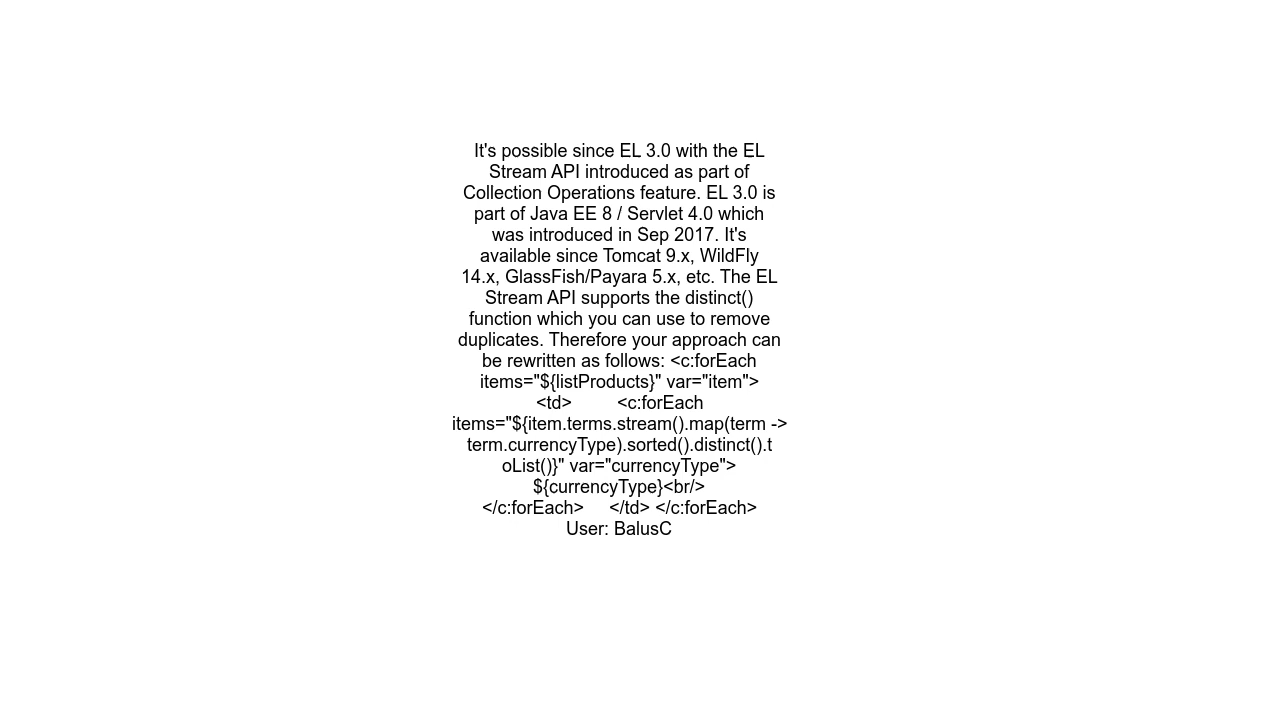 It's possible since EL 3.0 with the EL
Stream API introduced as part of
Collection Operations feature. EL 3.0 is
part of Java EE 8 / Servlet 4.0 which
was introduced in Sep 2017. It's
available since Tomcat 9.x, WildFly
14.x, GlassFish/Payara 5.x, etc. The EL
Stream API supports the distinct()
function which you can use to remove
duplicates. Therefore your approach can
be rewritten as follows: <c:forEach
items="${listProducts}" var="item">
<td>         <c:forEach
items="${item.terms.stream().map(term ->
term.currencyType).sorted().distinct().t
oList()}" var="currencyType">
${currencyType}<br/>
</c:forEach>     </td> </c:forEach>
User: BalusC